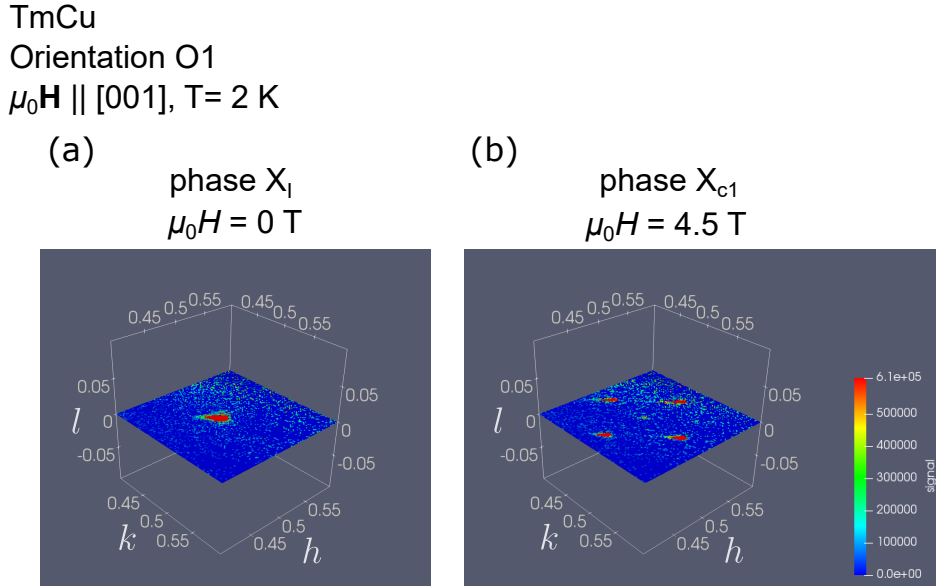 TmCu
Orientation O1
μ₀H || [001], T= 2 K
(a)
phase X_I
μ₀H = 0 T
(b)
phase X_c1
μ₀H = 4.5 T
0.45 0.5 0.55 0.45 0.5 0.55
0.05 0 -0.05
l
0.05 0 -0.05
0.45 0.5 0.55
k
0.45 0.5 0.55
h
0.45 0.5 0.55 0.45 0.5 0.55
0.05 0 -0.05
l
0.05 0 -0.05
0.45 0.5 0.55
k
0.45 0.5 0.55
h
6.1e+05
500000
400000
300000
200000
100000
0.0e+00
signal